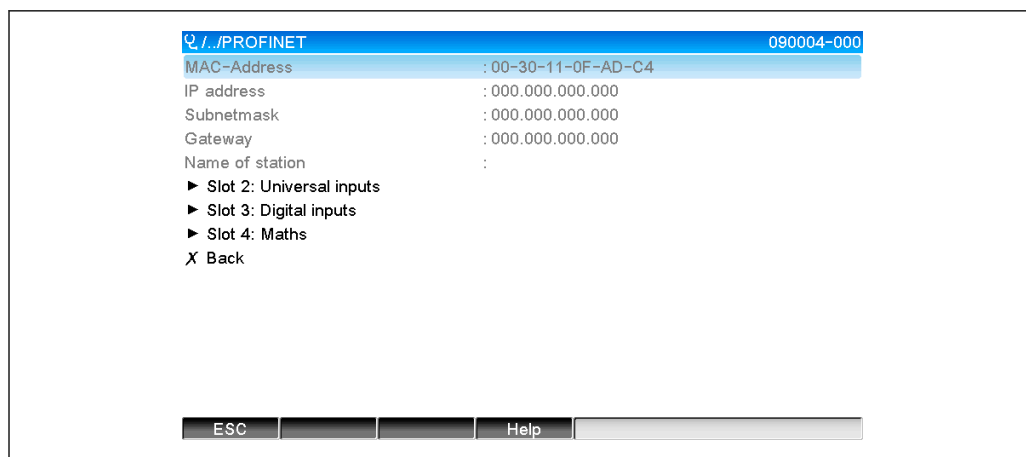 /../PROFINET 090004-000
MAC-Address : 00-30-11-0F-AD-C4
IP address : 000.000.000.000
Subnetmask : 000.000.000.000
Gateway : 000.000.000.000
Name of station :
► Slot 2: Universal inputs
► Slot 3: Digital inputs
► Slot 4: Maths
X Back
ESC Help